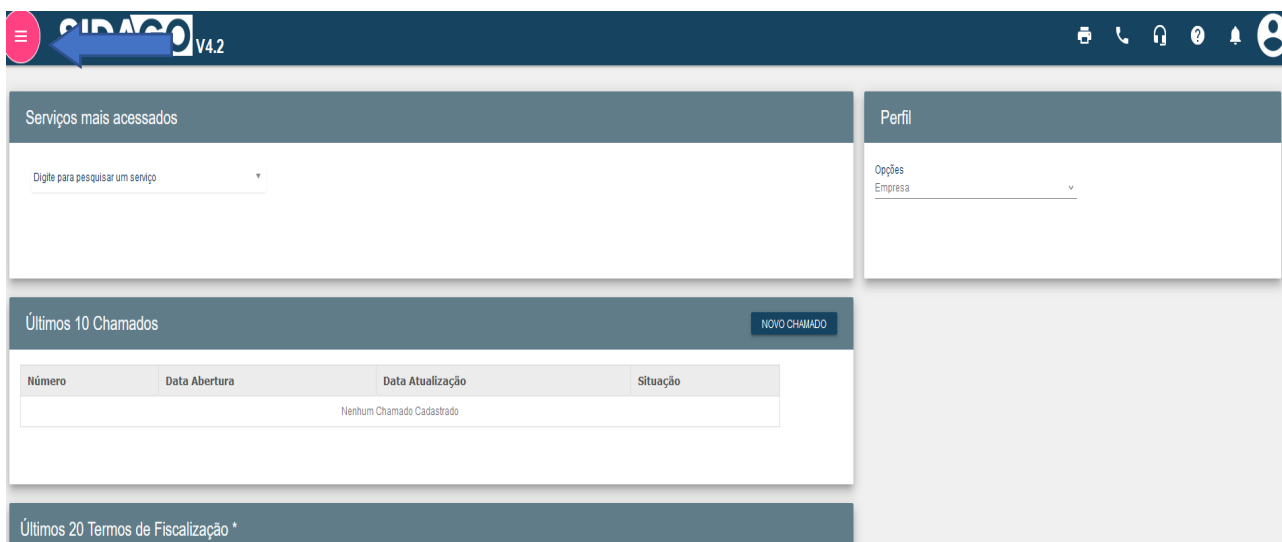 SIDAGO V4.2
Serviços mais acessados
Digite para pesquisar um serviço
Perfil
Opções
Empresa
Últimos 10 Chamados
NOVO CHAMADO
Número Data Abertura Data Atualização Situação
Nenhum Chamado Cadastrado
Últimos 20 Termos de Fiscalização *